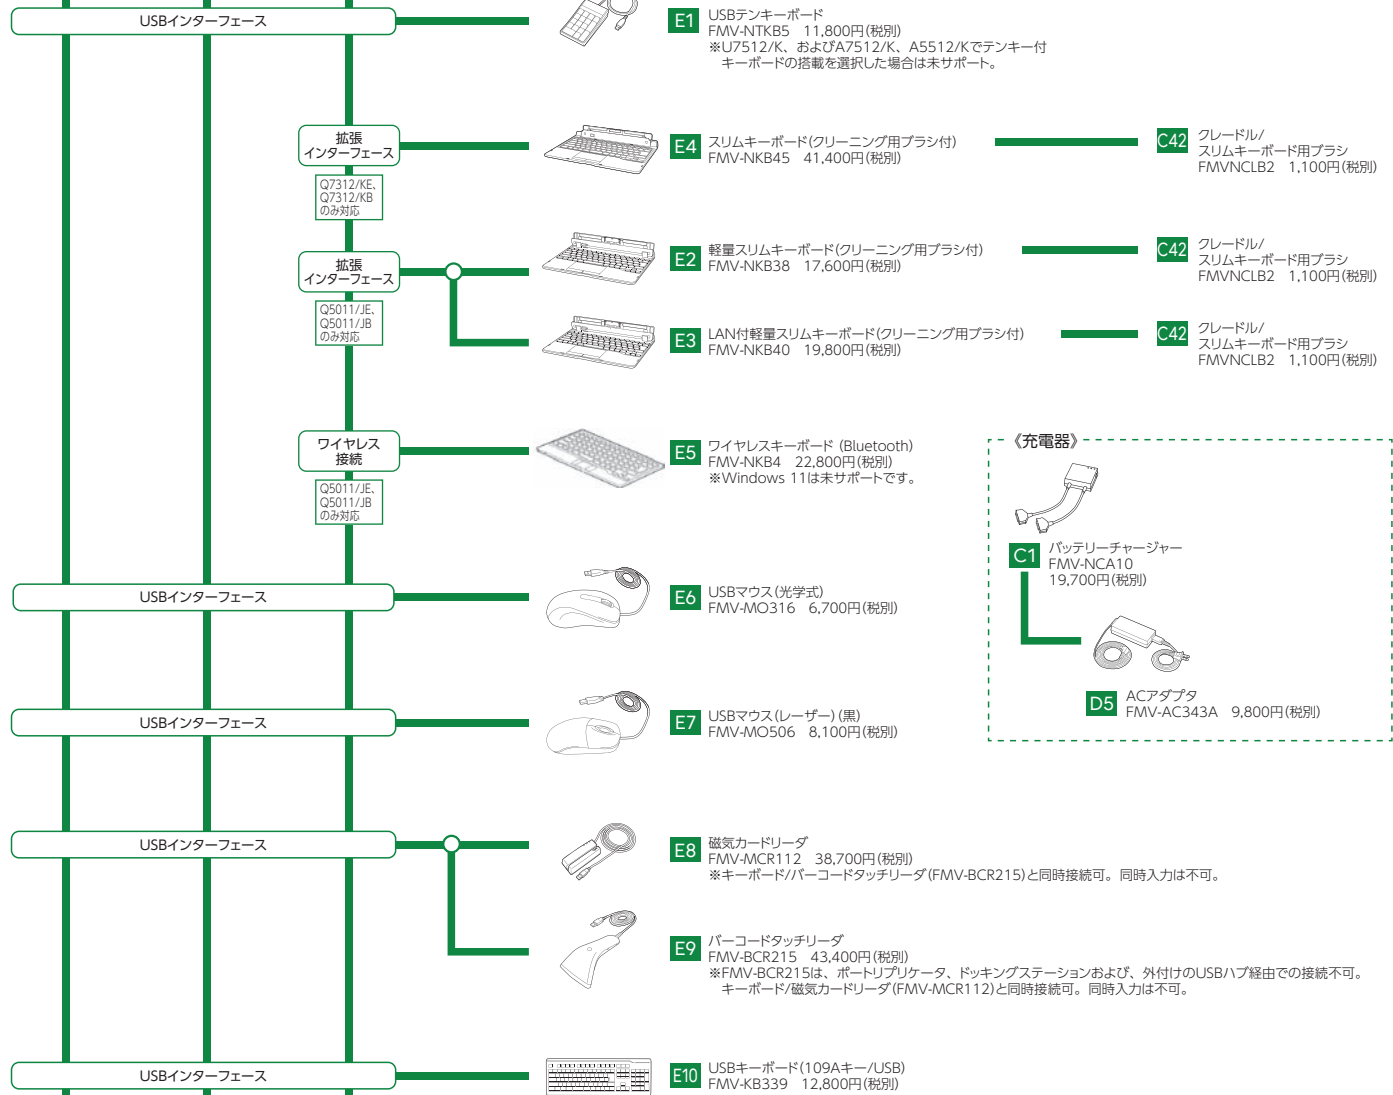 USBインターフェース
E1
USBテンキーボード
FMV-NTKB5 11,800円(税別)
※U7512/K、およびA7512/K、A5512/Kでテンキー付
キーボードの搭載を選択した場合は未サポート。
拡張
インターフェース
Q7312/KE、
Q7312/KB
のみ対応
E4
スリムキーボード(クリーニング用ブラシ付)
FMV-NKB45 41,400円(税別)
C42
クレードル/
スリムキーボード用ブラシ
FMVNCLB2 1,100円(税別)
拡張
インターフェース
Q5011/JE、
Q5011/JB
のみ対応
E2
軽量スリムキーボード(クリーニング用ブラシ付)
FMV-NKB38 17,600円(税別)
C42
クレードル/
スリムキーボード用ブラシ
FMVNCLB2 1,100円(税別)
E3
LAN付軽量スリムキーボード(クリーニング用ブラシ付)
FMV-NKB40 19,800円(税別)
C42
クレードル/
スリムキーボード用ブラシ
FMVNCLB2 1,100円(税別)
ワイヤレス
接続
Q5011/JE、
Q5011/JB
のみ対応
E5
ワイヤレスキーボード (Bluetooth)
FMV-NKB4 22,800円(税別)
※Windows 11は未サポートです。
《充電器》
C1
バッテリーチャージャー
FMV-NCA10
19,700円(税別)
D5
ACアダプタ
FMV-AC343A 9,800円(税別)
USBインターフェース
E6
USBマウス(光学式)
FMV-MO316 6,700円(税別)
USBインターフェース
E7
USBマウス(レーザー)(黒)
FMV-MO506 8,100円(税別)
USBインターフェース
E8
磁気カードリーダ
FMV-MCR112 38,700円(税別)
※キーボード/バーコードタッチリーダ(FMV-BCR215)と同時接続可。同時入力は不可。
E9
バーコードタッチリーダ
FMV-BCR215 43,400円(税別)
※FMV-BCR215は、ポートリプリケータ、ドッキングステーションおよび、外付けのUSBハブ経由での接続不可。
キーボード/磁気カードリーダ(FMV-MCR112)と同時接続可。同時入力は不可。
USBインターフェース
E10
USBキーボード(109Aキー/USB)
FMV-KB339 12,800円(税別)